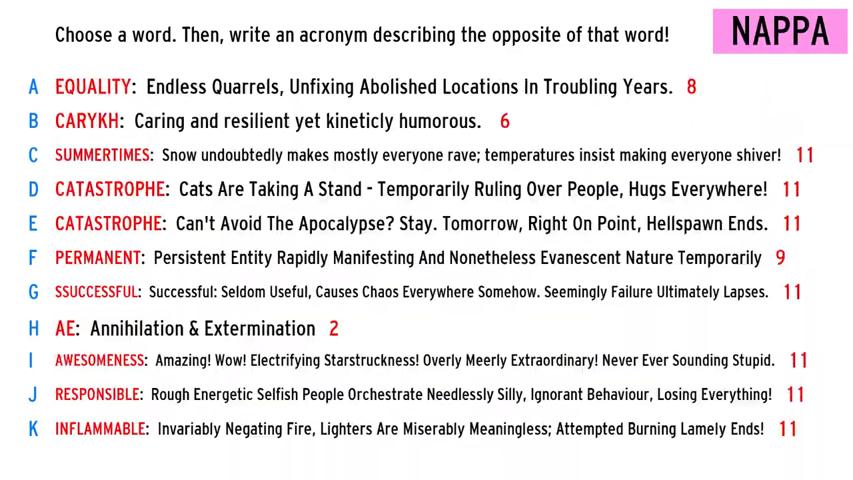 Choose a word. Then, write an acronym describing the opposite of that word!
NAPPA
A EQUALITY: Endless Quarrels, Unfixing Abolished Locations In Troubling Years. 8
B CARYKH: Caring and resilient yet kineticly humorous. 6
C SUMMERTIMES: Snow undoubtedly makes mostly everyone rave; temperatures insist making everyone shiver! 11
D CATASTROPHE: Cats Are Taking A Stand - Temporarily Ruling Over People, Hugs Everywhere! 11
E CATASTROPHE: Can't Avoid The Apocalypse? Stay. Tomorrow, Right On Point, Hellspawn Ends. 11
F PERMANENT: Persistent Entity Rapidly Manifesting And Nonetheless Evanescent Nature Temporarily 9
G SSUCCESSFUL: Successful: Seldom Useful, Causes Chaos Everywhere Somehow. Seemingly Failure Ultimately Lapses. 11
H AE: Annihilation & Extermination 2
I AWESOMENESS: Amazing! Wow! Electrifying Starstruckness! Overly Meerly Extraordinary! Never Ever Sounding Stupid. 11
J RESPONSIBLE: Rough Energetic Selfish People Orchestrate Needlessly Silly, Ignorant Behaviour, Losing Everything! 11
K INFLAMMABLE: Invariably Negating Fire, Lighters Are Miserably Meaningless; Attempted Burning Lamely Ends! 11